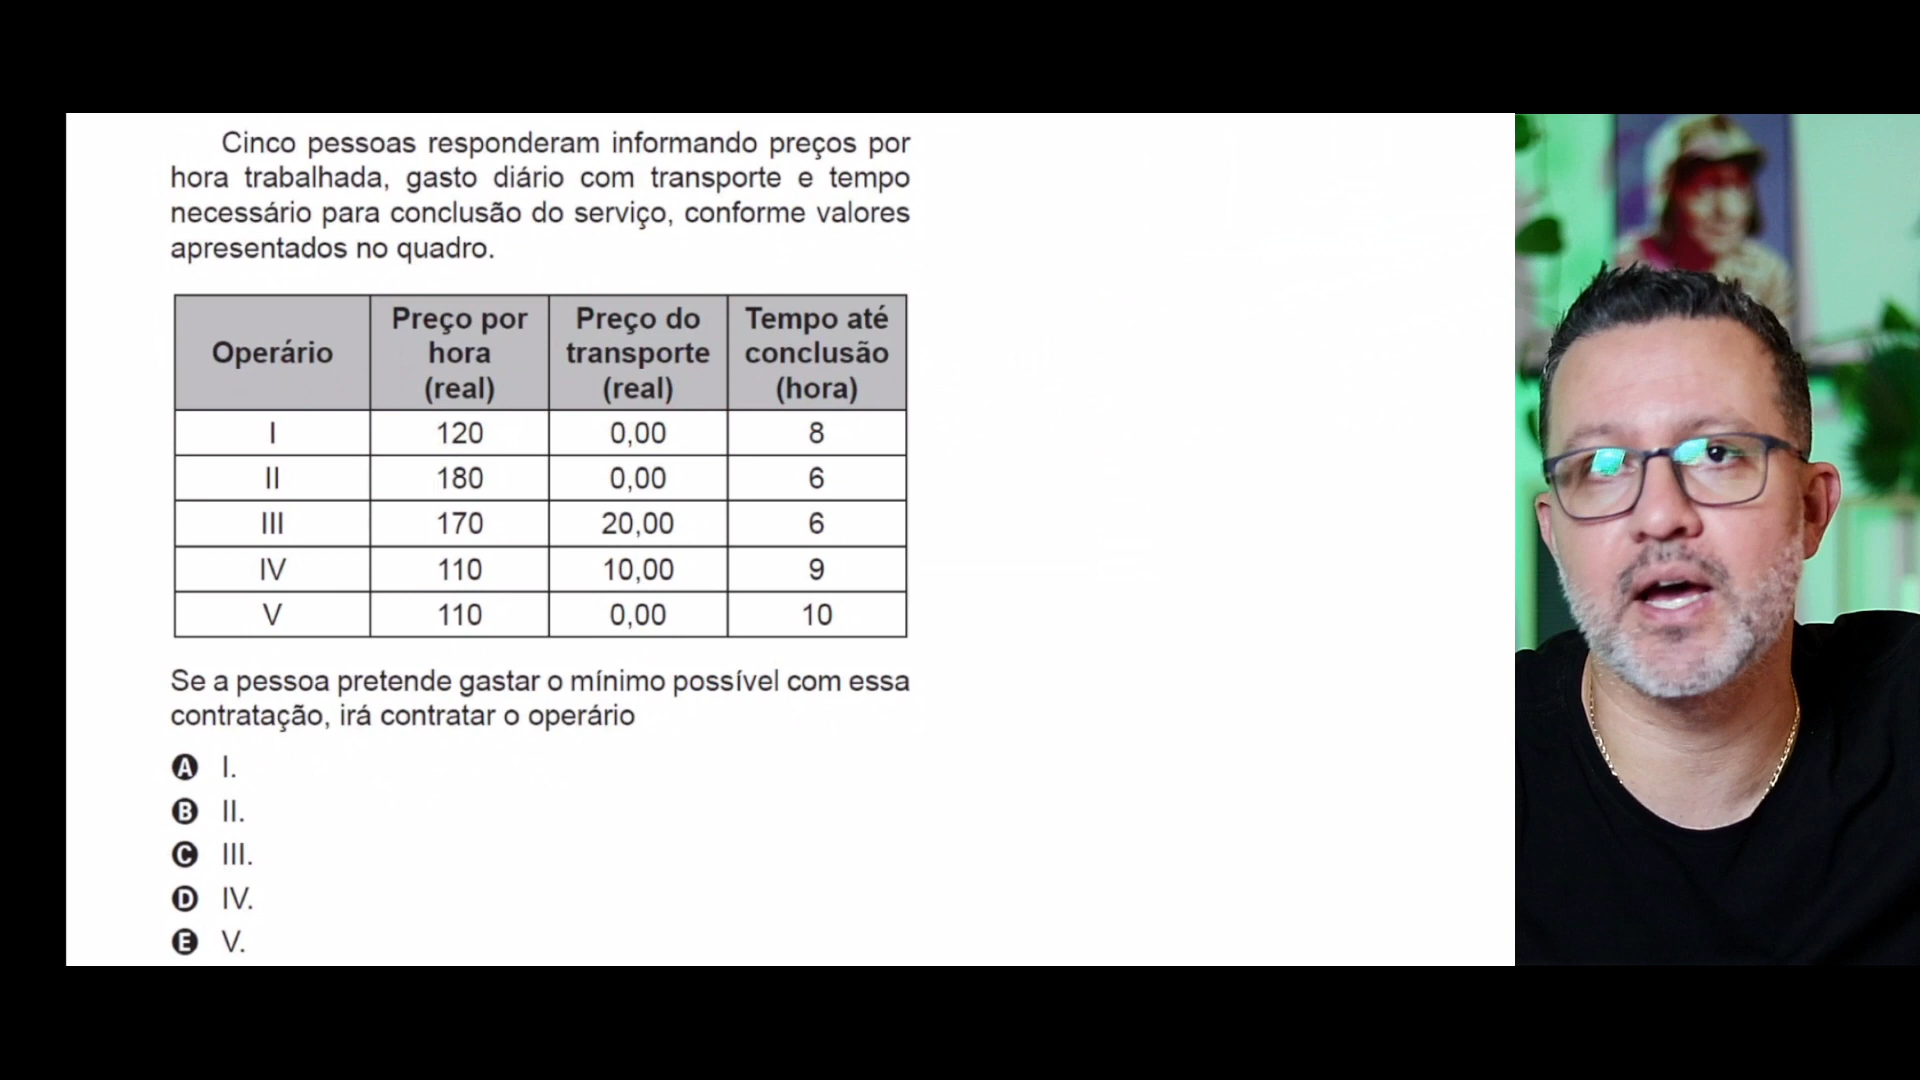 Cinco pessoas responderam informando preços por
hora trabalhada, gasto diário com transporte e tempo
necessário para conclusão do serviço, conforme valores
apresentados no quadro.
Operário Preço por hora (real) Preço do transporte (real) Tempo até conclusão (hora)
I 120 0,00 8
II 180 0,00 6
III 170 20,00 6
IV 110 10,00 9
V 110 0,00 10
Se a pessoa pretende gastar o mínimo possível com essa
contratação, irá contratar o operário
A I.
B II.
C III.
D IV.
E V.